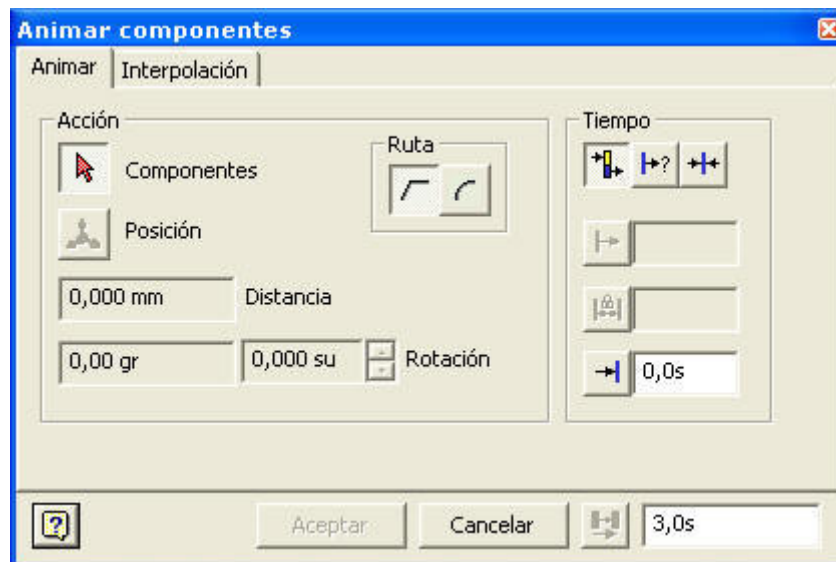 Animar componentes
Animar Interpolación
Acción
Componentes
Ruta
Posición
0,000 mm Distancia
0,00 gr 0,000 su Rotación
Tiempo
?
0,0s
?
Aceptar Cancelar 3,0s